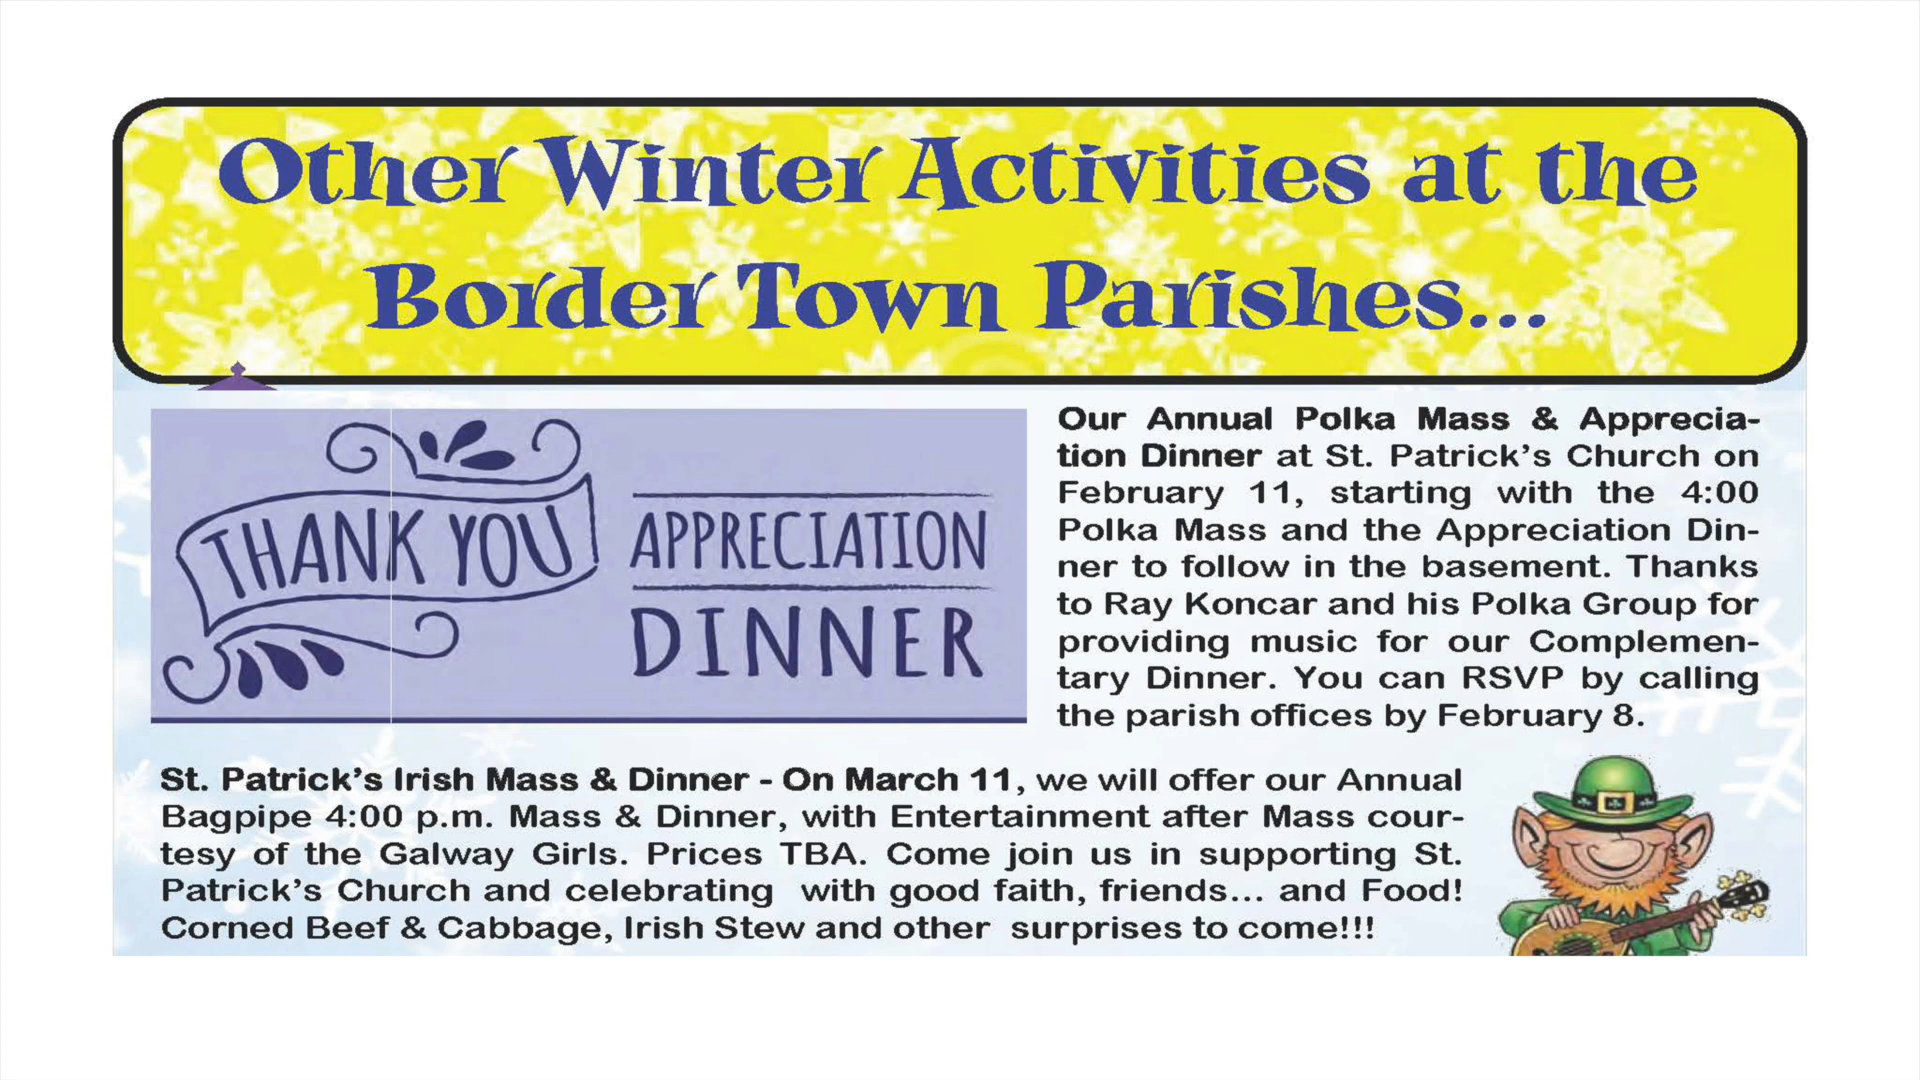 Other Winter Activities at the
Border Town Parishes...
THANK YOU
APPRECIATION
DINNER
Our Annual Polka Mass & Apprecia-
tion Dinner at St. Patrick's Church on
February 11, starting with the 4:00
Polka Mass and the Appreciation Din-
ner to follow in the basement. Thanks
to Ray Koncar and his Polka Group for
providing music for our Complemen-
tary Dinner. You can RSVP by calling
the parish offices by February 8.
St. Patrick's Irish Mass & Dinner - On March 11, we will offer our Annual
Bagpipe 4:00 p.m. Mass & Dinner, with Entertainment after Mass cour-
tesy of the Galway Girls. Prices TBA. Come join us in supporting St.
Patrick's Church and celebrating with good faith, friends... and Food!
Corned Beef & Cabbage, Irish Stew and other surprises to come!!!